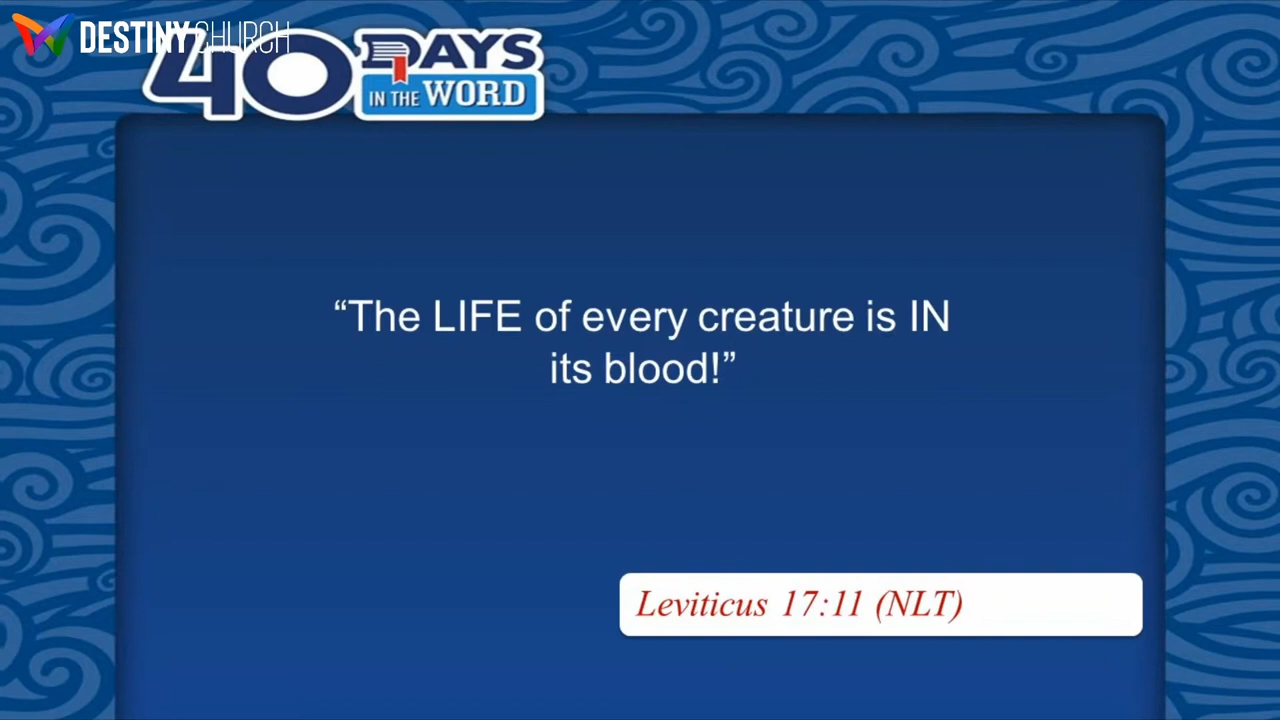 DESTINY CHURCH
40 DAYS
IN THE WORD
“The LIFE of every creature is IN
its blood!”
Leviticus 17:11 (NLT)